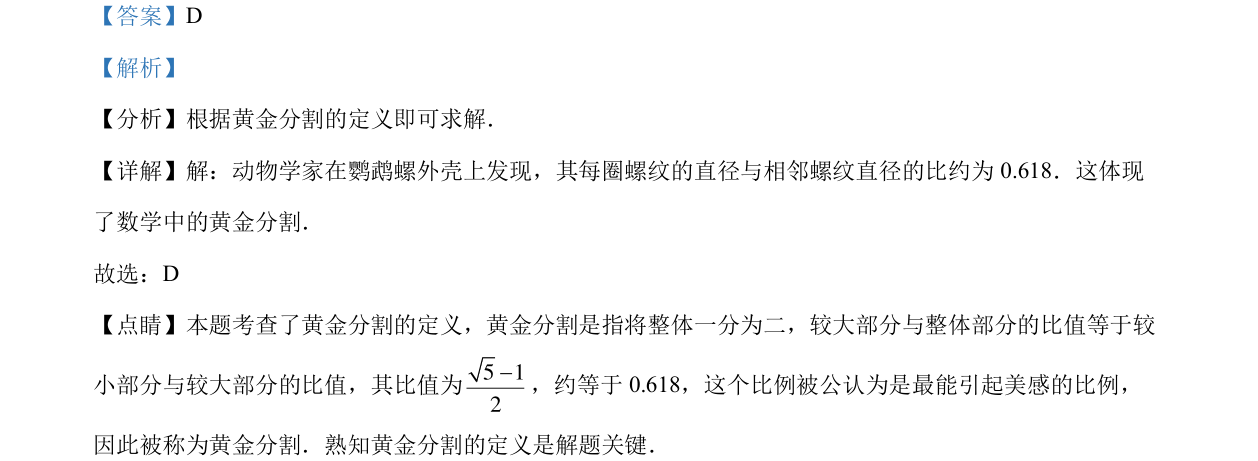 【答案】D
【解析】
【分析】根据黄金分割的定义即可求解．
【详解】解：动物学家在鹦鹉螺外壳上发现，其每圈螺纹的直径与相邻螺纹直径的比约为 0.618．这体现
了数学中的黄金分割．
故选：D
【点睛】本题考查了黄金分割的定义，黄金分割是指将整体一分为二，较大部分与整体部分的比值等于较
小部分与较大部分的比值，其比值为$\frac{\sqrt{5}-1}{2}$，约等于 0.618，这个比例被公认为是最能引起美感的比例，
因此被称为黄金分割．熟知黄金分割的定义是解题关键．